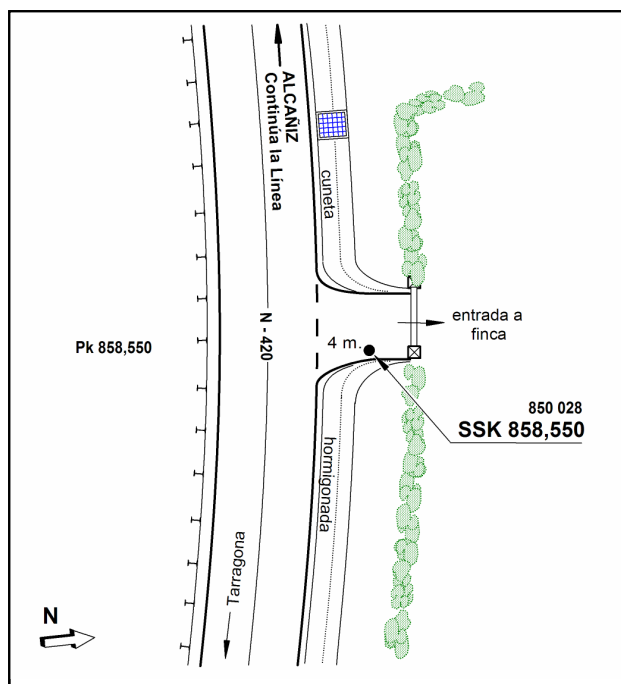 ALCAÑIZ
Continúa la Línea
cuneta
entrada a
finca
Pk 858,550
N - 420
4 m.
850 028
SSK 858,550
hormigonada
Tarragona
N